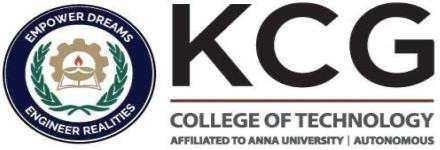 EMPOWER DREAMS
ENGINEER REALITIES
KCG
COLLEGE OF TECHNOLOGY
AFFILIATED TO ANNA UNIVERSITY | AUTONOMOUS